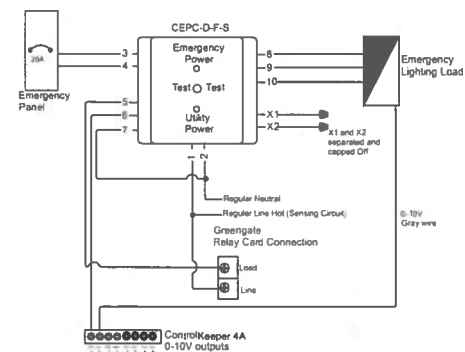 CEPC-D-F-S
Emergency
Power
Test Test
Utility
Power
3
4
5
6
7
8
9
10
X1
X2
1
2
20A
Emergency
Panel
Emergency
Lighting Load
X1 and X2
separated and
capped Off
Regular Neutral
Regular Line Hot (Sensing Circuit)
0-10V
Gray wire
Greengate
Relay Card Connection
Load
Line
ControlKeeper 4A
0-10V outputs